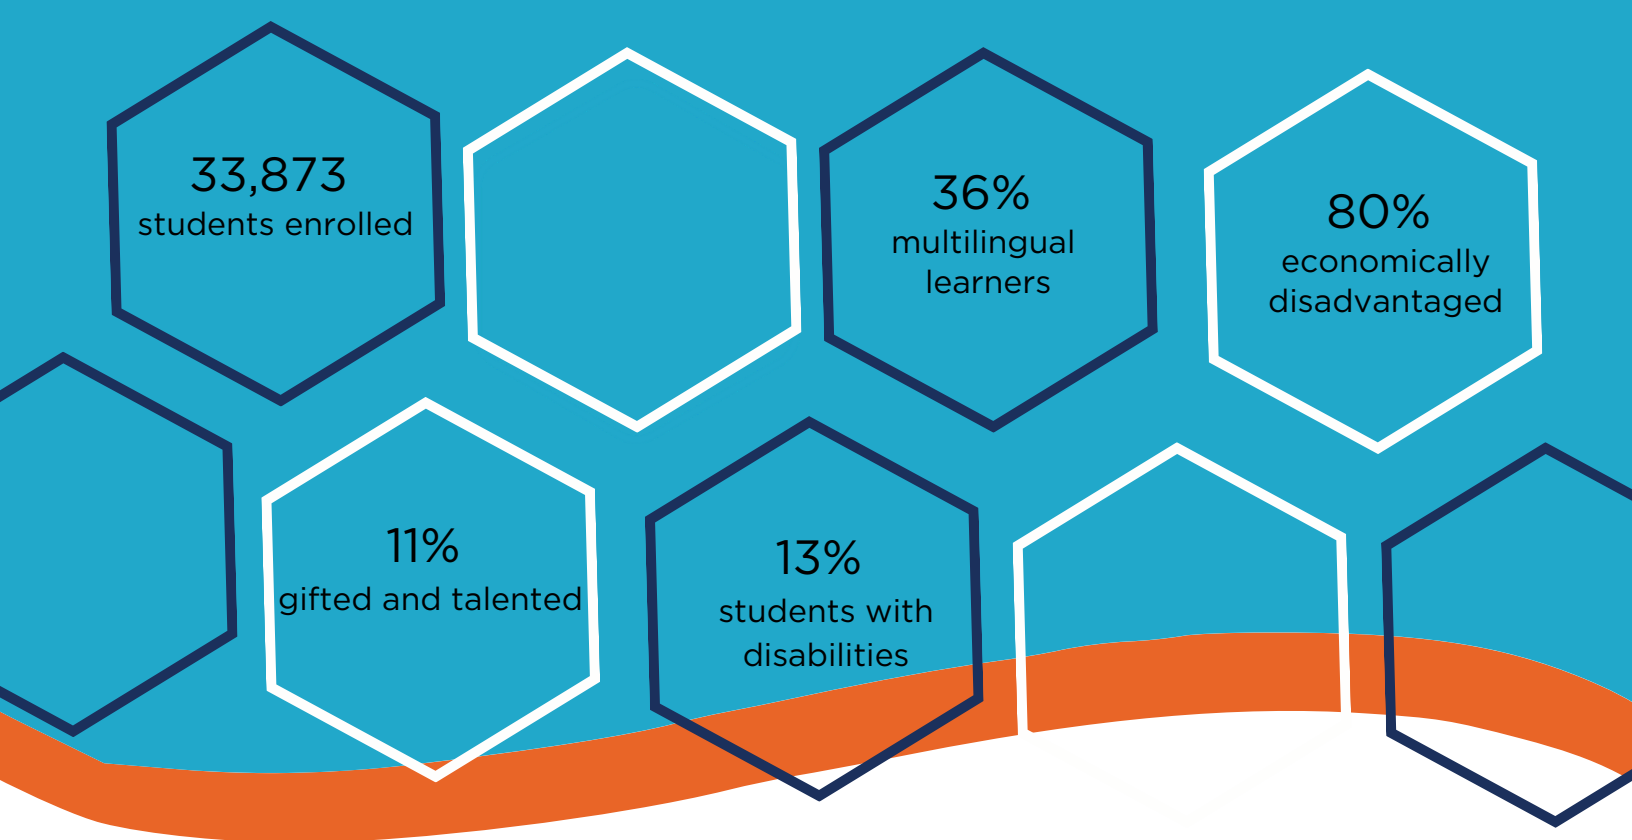 33,873
students enrolled
36%
multilingual
learners
80%
economically
disadvantaged
11%
gifted and talented
13%
students with
disabilities